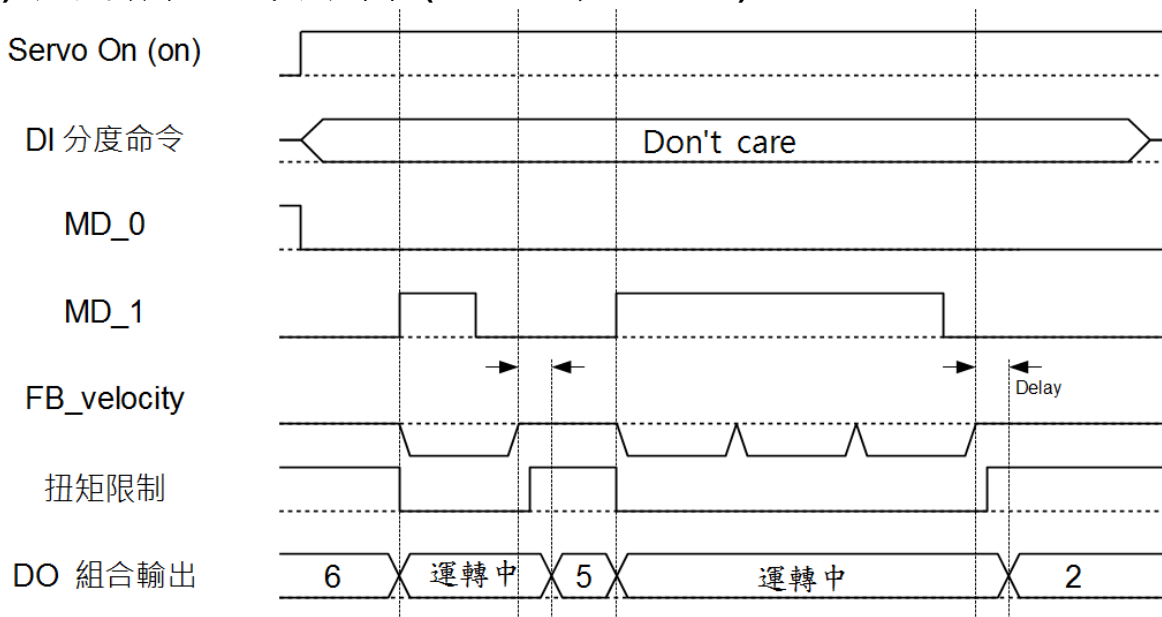 Servo On (on)
DI 分度命令
Don't care
MD_0
MD_1
FB_velocity
Delay
扭矩限制
DO 組合輸出
6
運轉中
5
運轉中
2